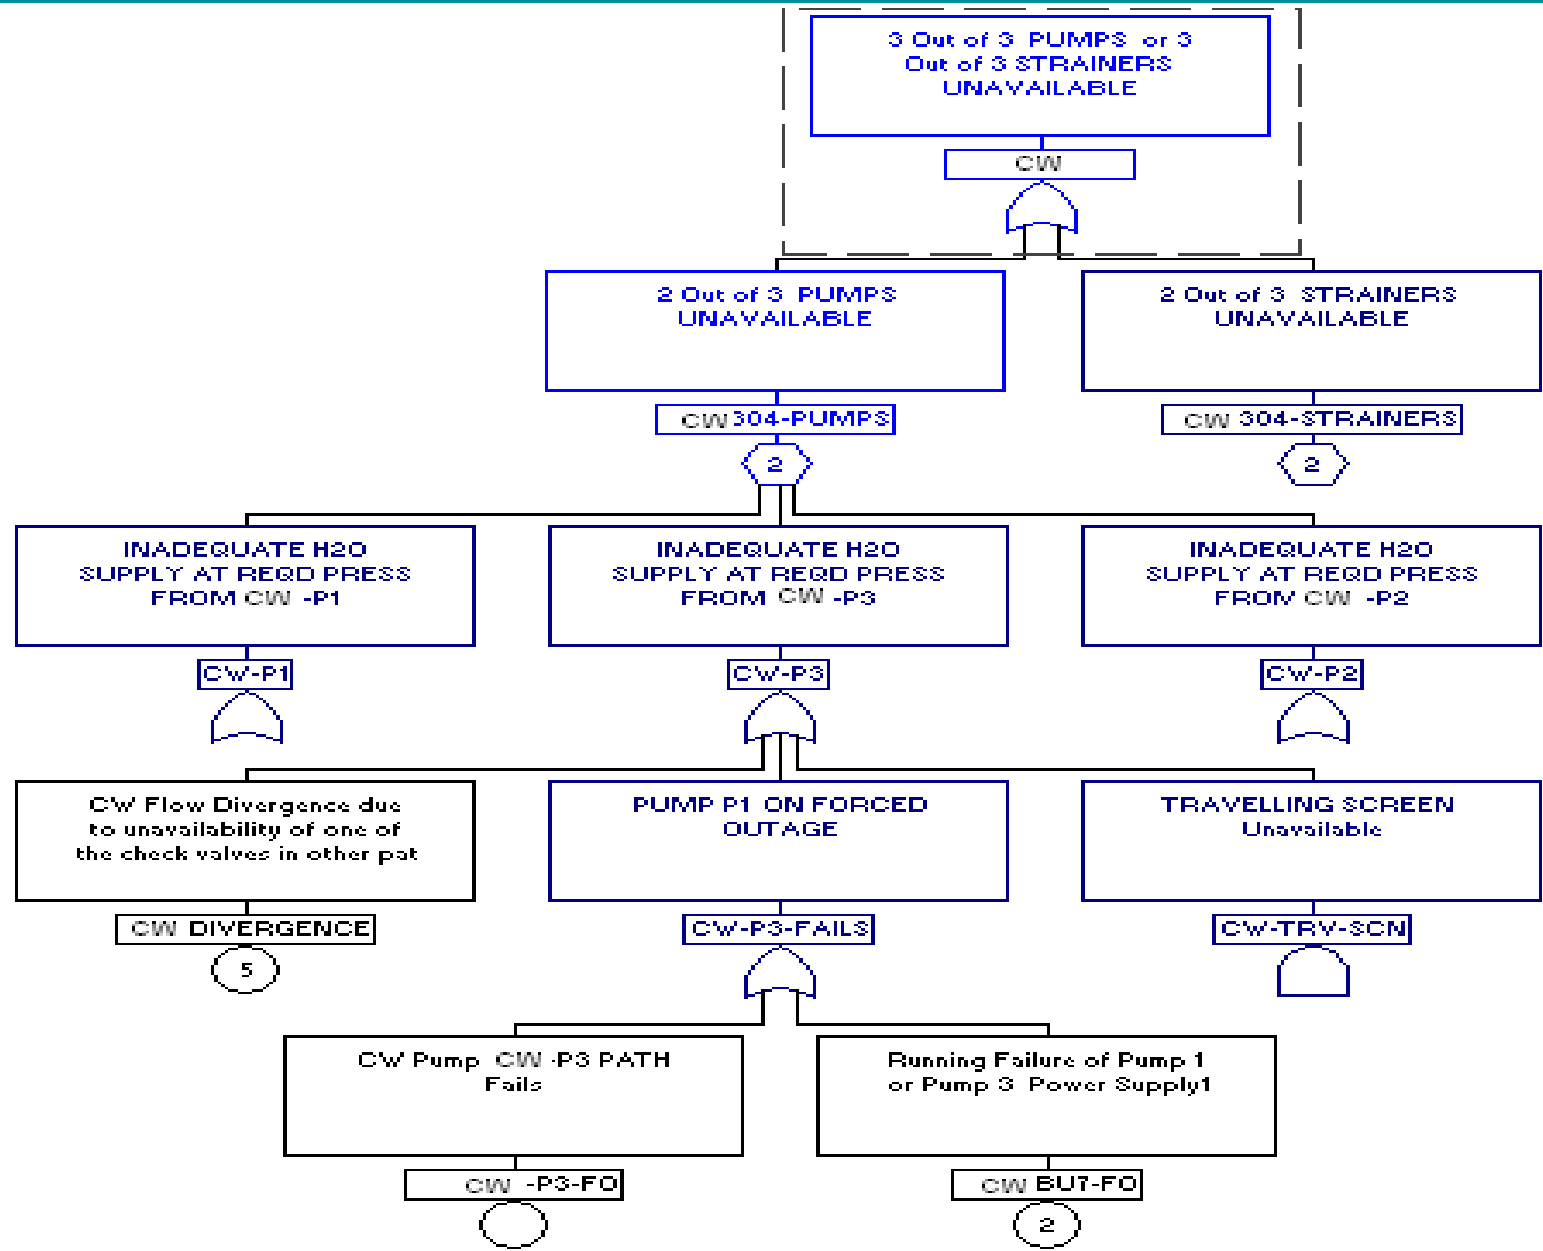 3 Out of 3 PUMPS or 3
Out of 3 STRAINERS
UNAVAILABLE
CW
2 Out of 3 PUMPS
UNAVAILABLE
CW 304-PUMPS
2
2 Out of 3 STRAINERS
UNAVAILABLE
CW 304-STRAINERS
2
INADEQUATE H2O
SUPPLY AT REQD PRESS
FROM CW -P1
CW-P1
INADEQUATE H2O
SUPPLY AT REQD PRESS
FROM CW -P3
CW-P3
INADEQUATE H2O
SUPPLY AT REQD PRESS
FROM CW -P2
CW-P2
CW Flow Divergence due
to unavailability of one of
the check valves in other pat
CW DIVERGENCE
5
PUMP P1 ON FORCED
OUTAGE
CW-P3-FAILS
TRAVELLING SCREEN
Unavailable
CW-TRV-SCN
CW Pump CW -P3 PATH
Fails
CW -P3-FO
Running Failure of Pump 1
or Pump 3 Power Supply1
CW BU7-FO
2